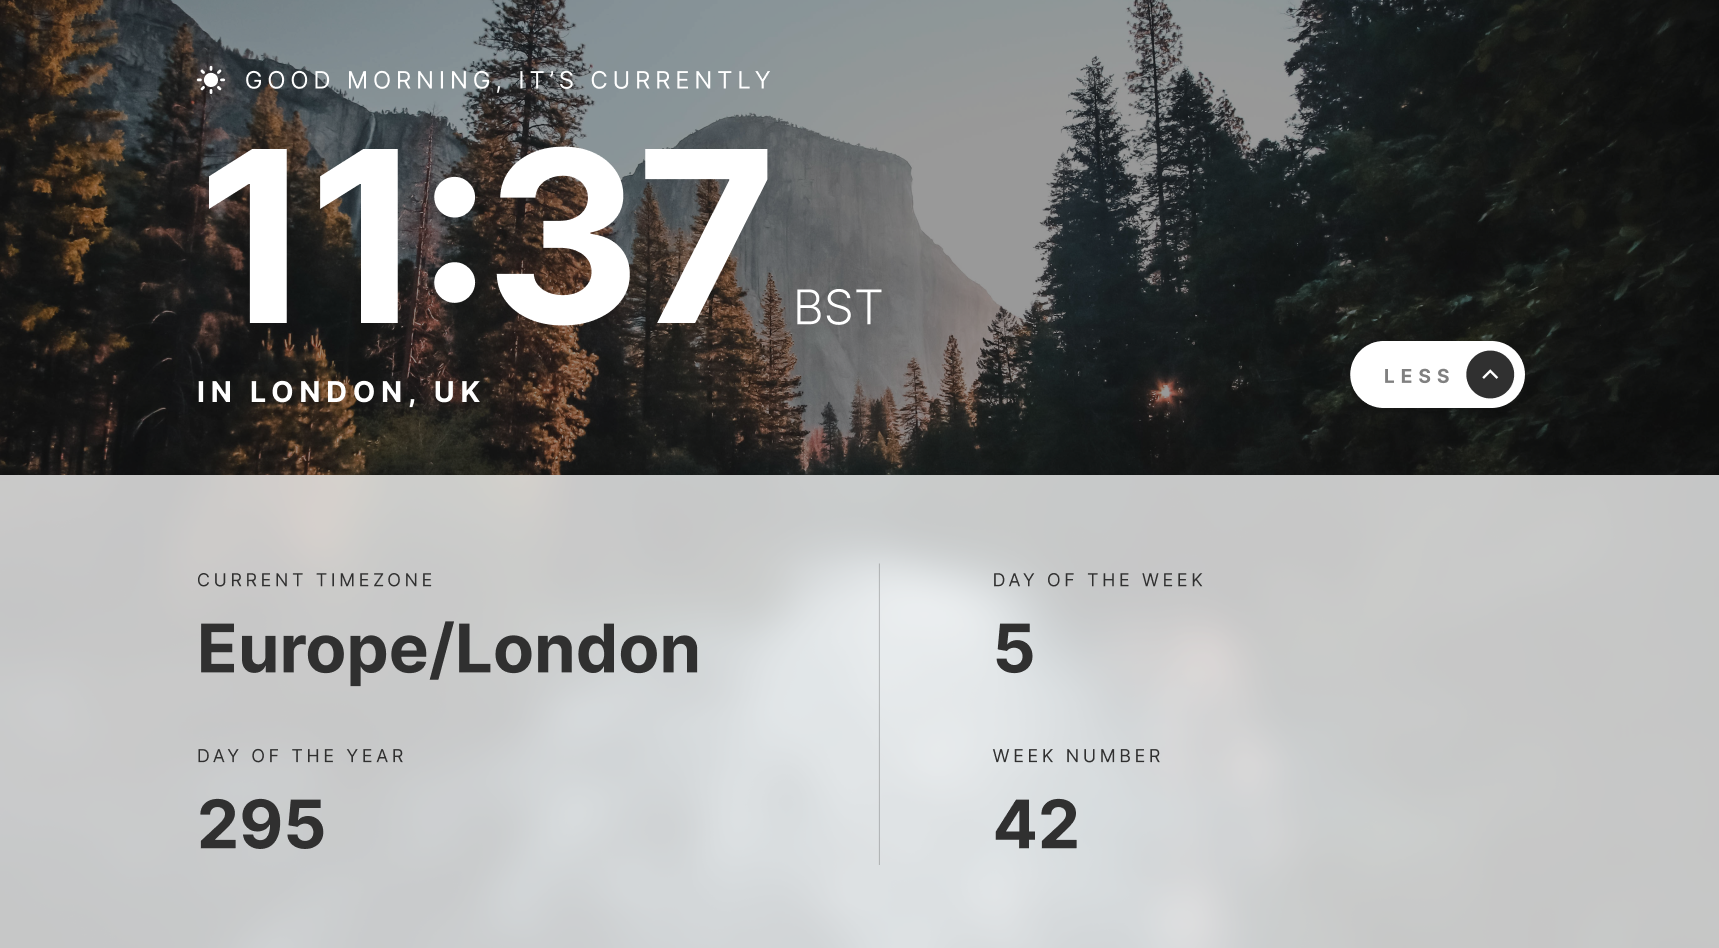 GOOD MORNING, IT'S CURRENTLY
11:37 BST
IN LONDON, UK
LESS
CURRENT TIMEZONE
Europe/London
DAY OF THE YEAR
295
DAY OF THE WEEK
5
WEEK NUMBER
42